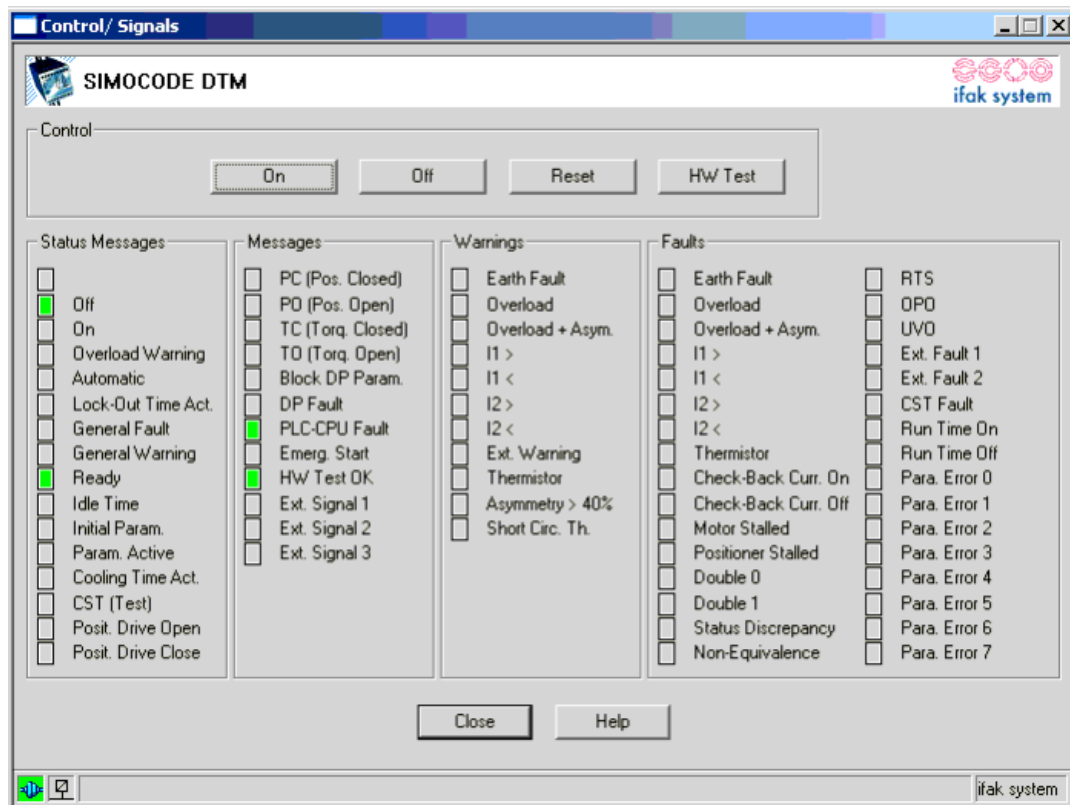 Control/ Signals
SIMOCODE DTM
ifak system
Control
On
Off
Reset
HW Test
Status Messages
Off
On
Overload Warning
Automatic
Lock-Out Time Act.
General Fault
General Warning
Ready
Idle Time
Initial Param.
Param. Active
Cooling Time Act.
CST (Test)
Posit. Drive Open
Posit. Drive Close
Messages
PC (Pos. Closed)
PO (Pos. Open)
TC (Torq. Closed)
TO (Torq. Open)
Block DP Param.
DP Fault
PLC-CPU Fault
Emerg. Start
HW Test OK
Ext. Signal 1
Ext. Signal 2
Ext. Signal 3
Warnings
Earth Fault
Overload
Overload + Asym.
I1 >
I1 <
I2 >
I2 <
Ext. Warning
Thermistor
Asymmetry > 40%
Short Circ. Th.
Faults
Earth Fault
Overload
Overload + Asym.
I1 >
I1 <
I2 >
I2 <
Thermistor
Check-Back Curr. On
Check-Back Curr. Off
Motor Stalled
Positioner Stalled
Double 0
Double 1
Status Discrepancy
Non-Equivalence
RTS
OPO
UVO
Ext. Fault 1
Ext. Fault 2
CST Fault
Run Time On
Run Time Off
Para. Error 0
Para. Error 1
Para. Error 2
Para. Error 3
Para. Error 4
Para. Error 5
Para. Error 6
Para. Error 7
Close
Help
ifak system